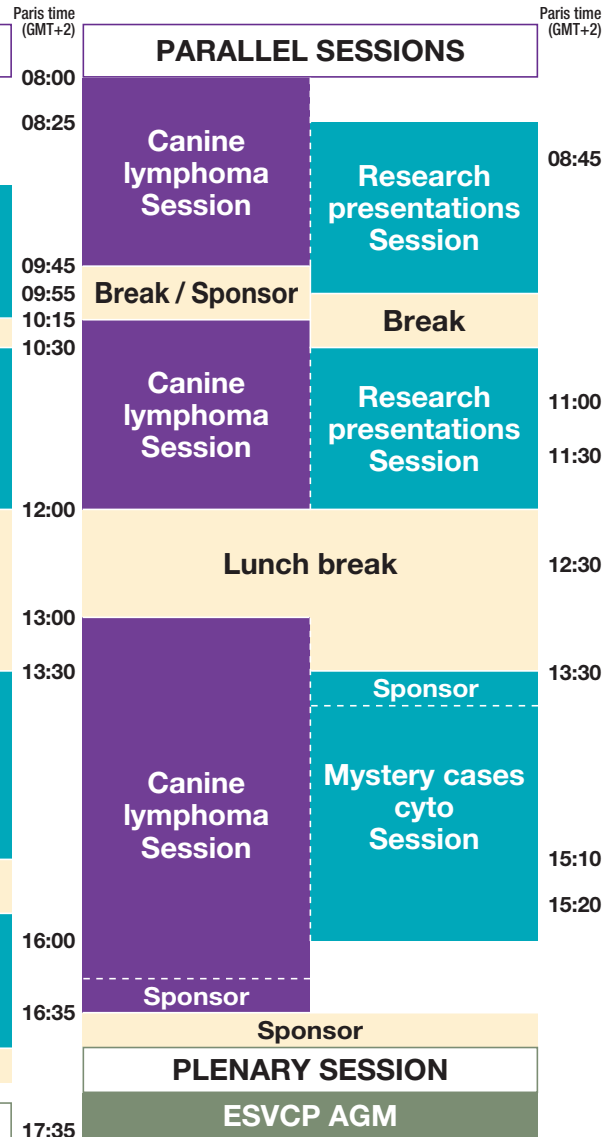 Paris time
(GMT+2)
Paris time
(GMT+2)
PARALLEL SESSIONS
08:00
08:25
Canine
lymphoma
Session
Research
presentations
Session
08:45
09:45
09:55
Break / Sponsor
10:15
Break
10:30
Canine
lymphoma
Session
Research
presentations
Session
11:00
11:30
12:00
Lunch break
12:30
13:00
13:30
Sponsor
13:30
Canine
lymphoma
Session
Mystery cases
cyto
Session
15:10
15:20
16:00
Sponsor
16:35
Sponsor
PLENARY SESSION
ESVCP AGM
17:35